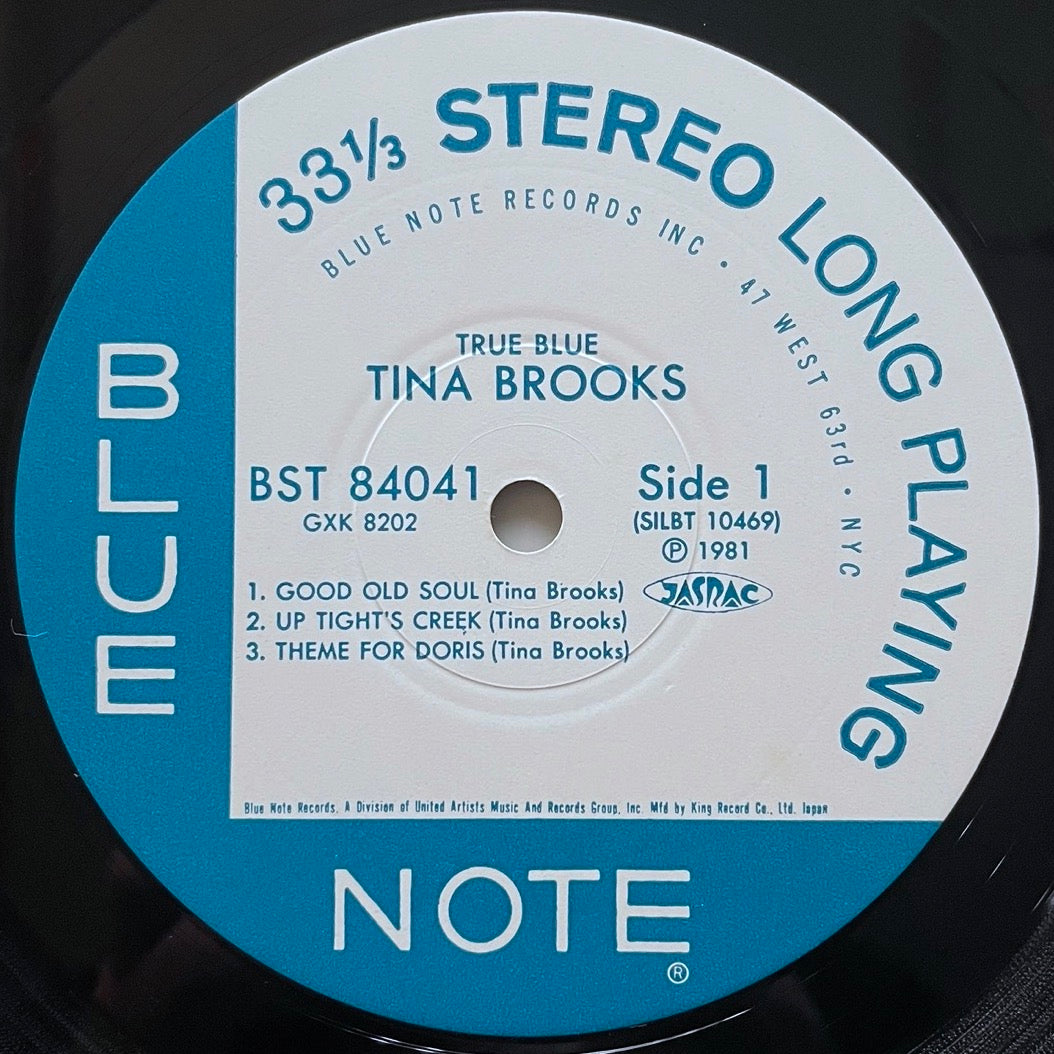 33⅓ STEREO LONG PLAYING
BLUE NOTE RECORDS INC • 47 WEST 63rd • NYC
TRUE BLUE
TINA BROOKS
BST 84041
GXK 8202
Side 1
(SILBT 10469)
℗ 1981
JASRAC
1. GOOD OLD SOUL (Tina Brooks)
2. UP TIGHT'S CREEK (Tina Brooks)
3. THEME FOR DORIS (Tina Brooks)
Blue Note Records, A Division of United Artists Music And Records Group, Inc. Mfd by King Record Co., Ltd. Japan
BLUE
NOTE
®